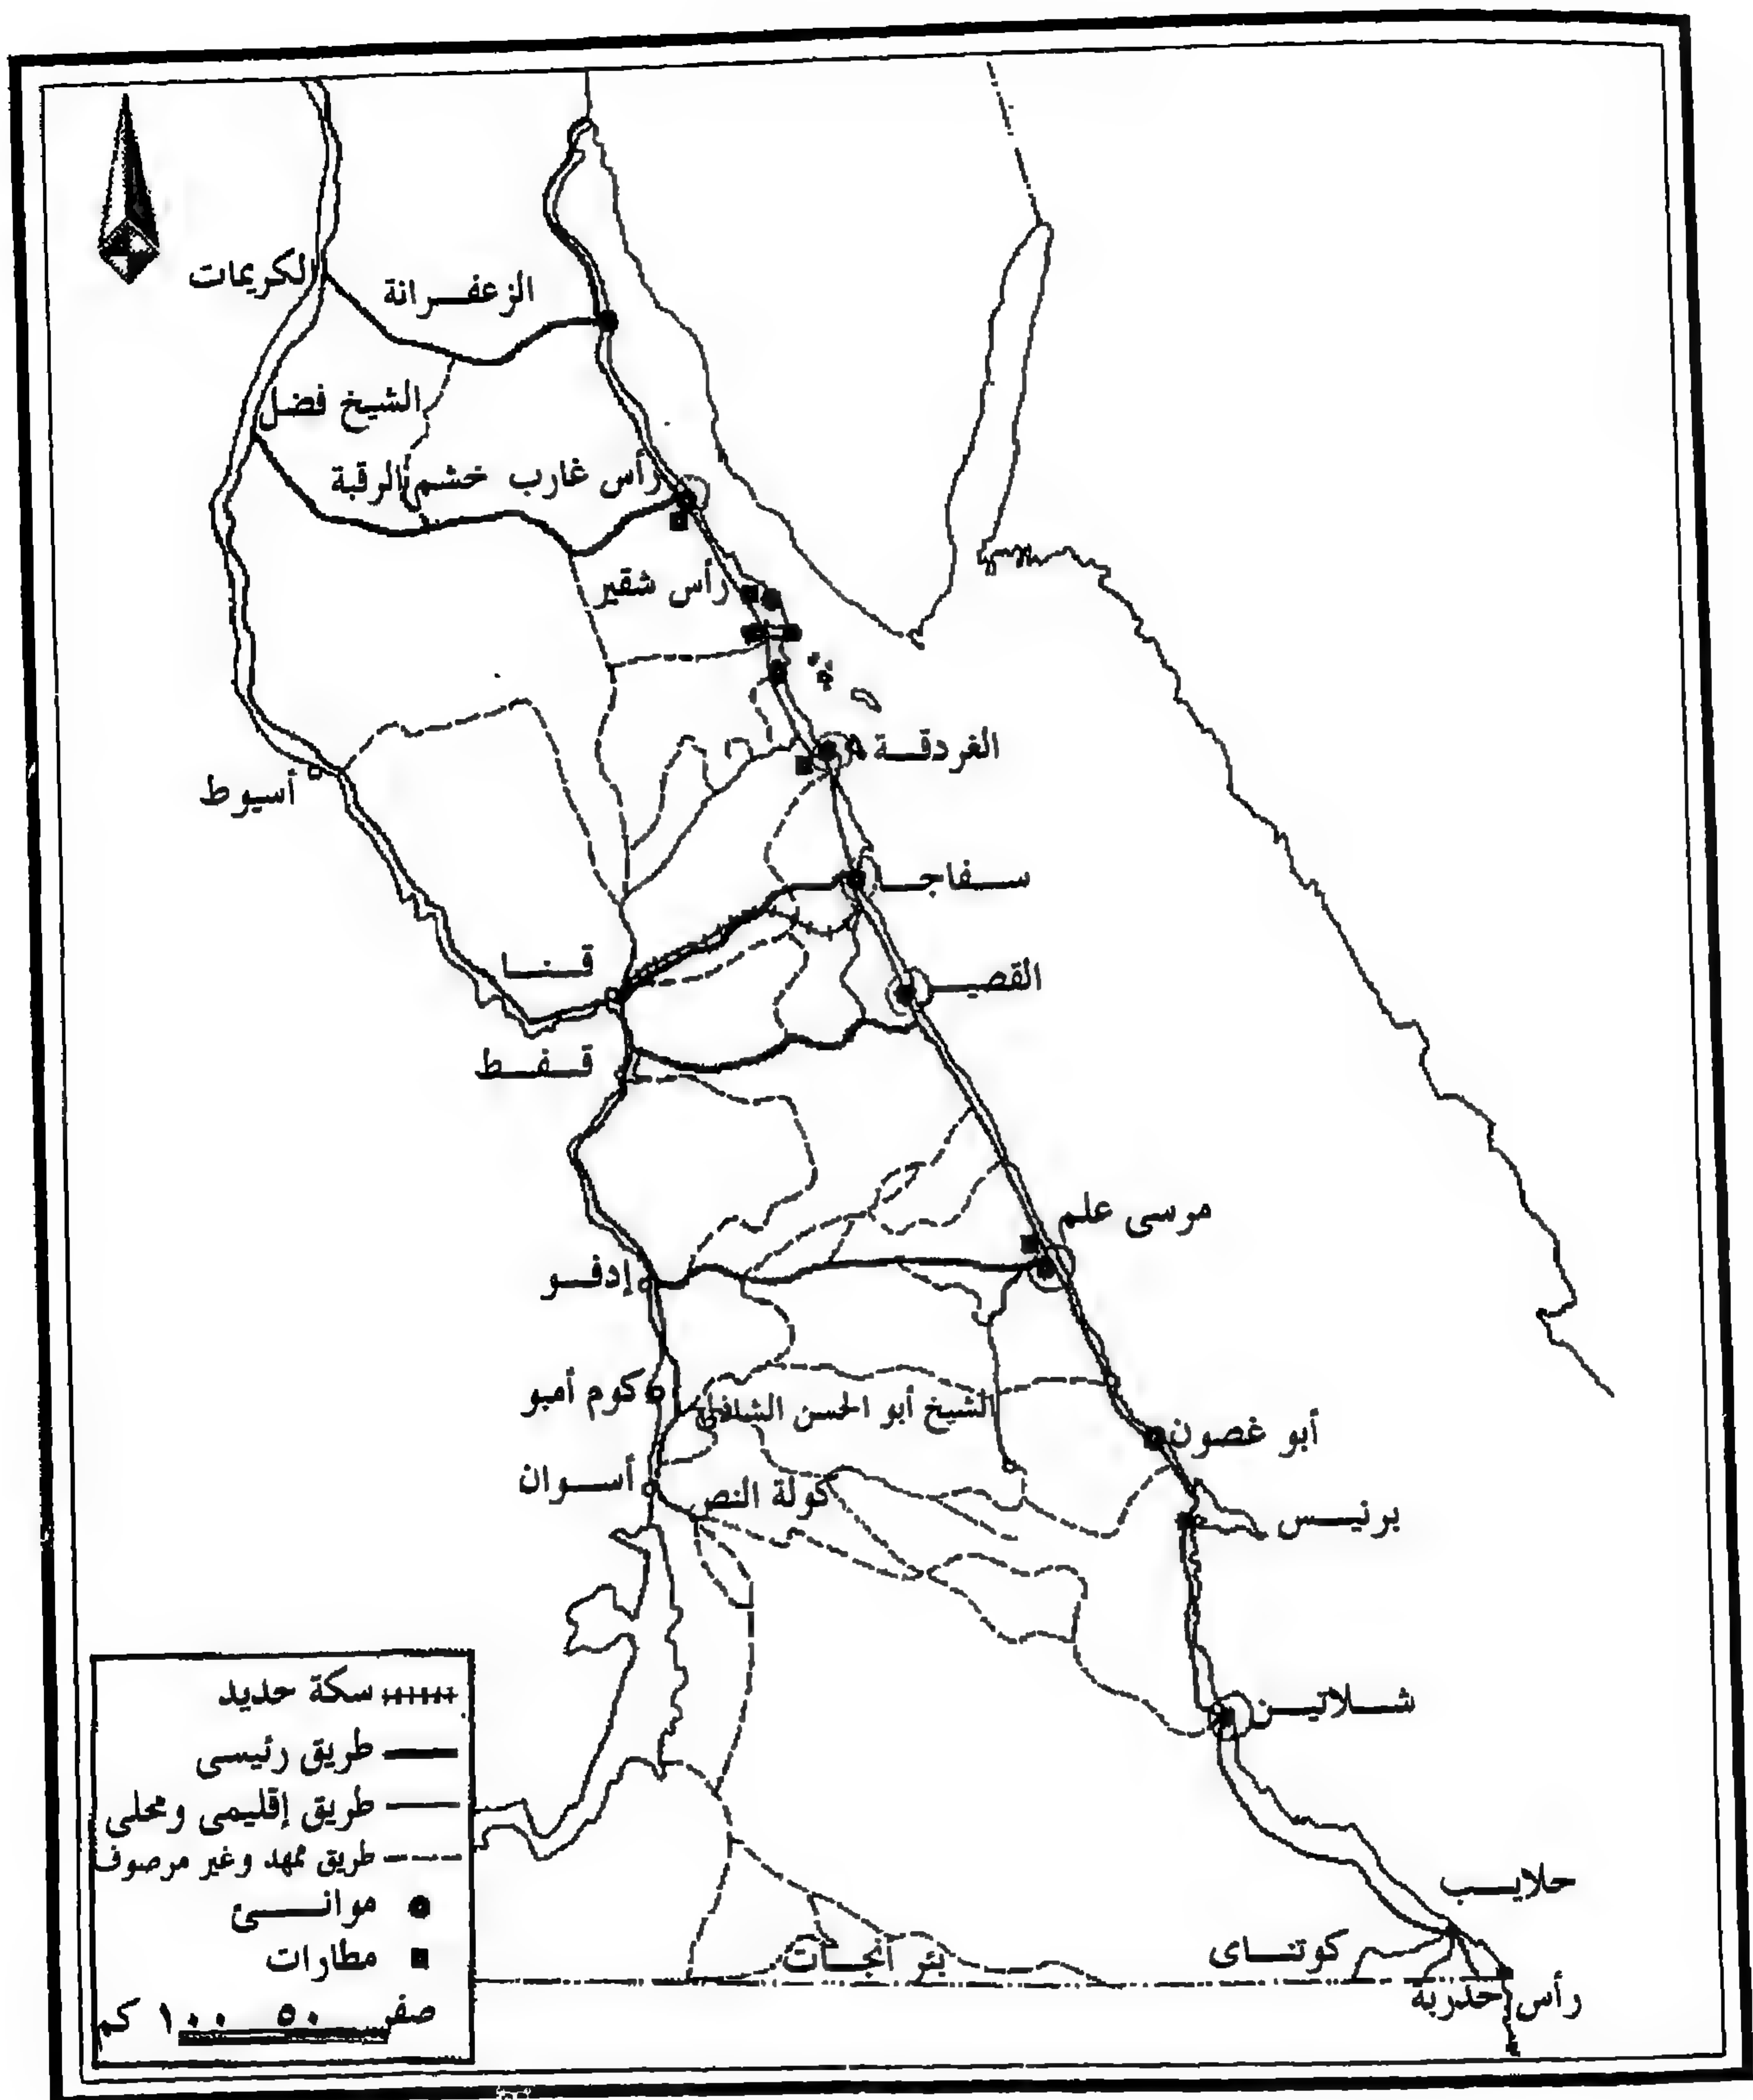 الكريمات
الزعفرانة
الشيخ فضل
رأس غارب
خشم الرقبة
رأس شقير
الغردقة
أسيوط
سفاجا
قنا
القصير
قفط
مرسى علم
إدفو
كوم أمبو
الشيخ أبو الحسن الشاذلى
أبو غصون
أسوان
كولة النص
برنيس
شلاتين
حلايب
كوتناى
بئر انجات
رأس حدربة
سكة حديد
طريق رئيسى
طريق إقليمى ومحلى
طريق ممهد وغير مرصوف
موانئ
مطارات
صفر ٥٠ ١٠٠ كم